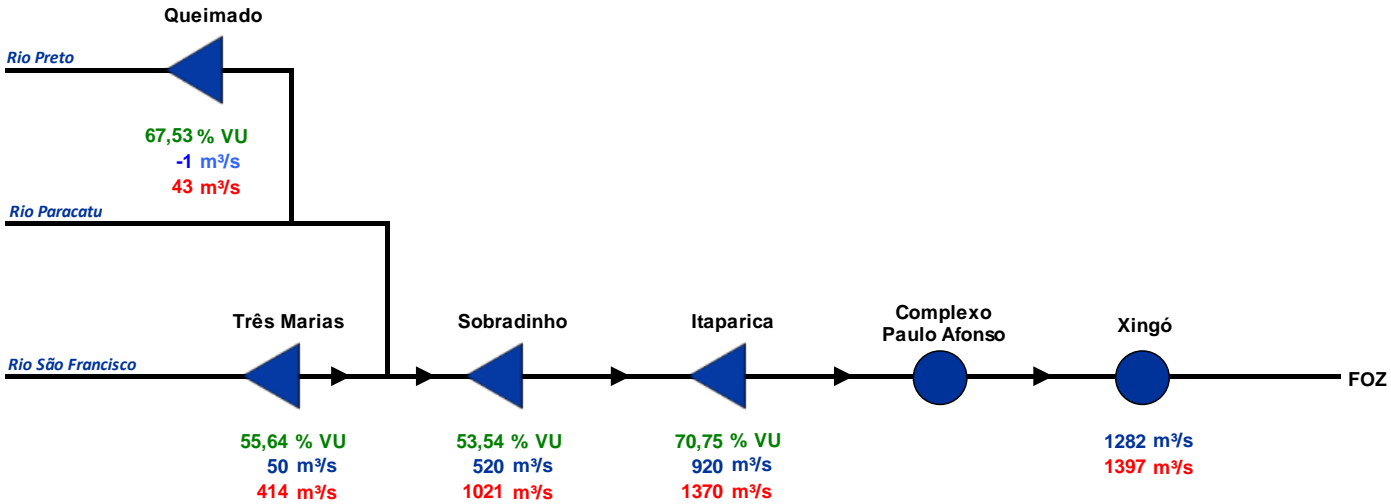 Queimado
Rio Preto
67,53 % VU
-1 m³/s
43 m³/s
Rio Paracatu
Três Marias
Sobradinho
Itaparica
Complexo
Paulo Afonso
Xingó
Rio São Francisco
FOZ
55,64 % VU
50 m³/s
414 m³/s
53,54 % VU
520 m³/s
1021 m³/s
70,75 % VU
920 m³/s
1370 m³/s
1282 m³/s
1397 m³/s